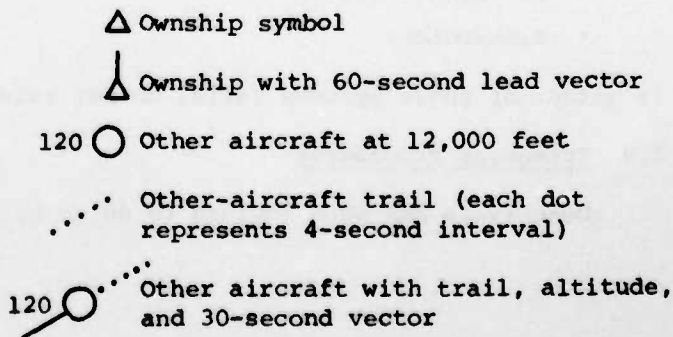 Ownship symbol
Ownship with 60-second lead vector
120 Other aircraft at 12,000 feet
Other-aircraft trail (each dot
represents 4-second interval)
120 Other aircraft with trail, altitude,
and 30-second vector